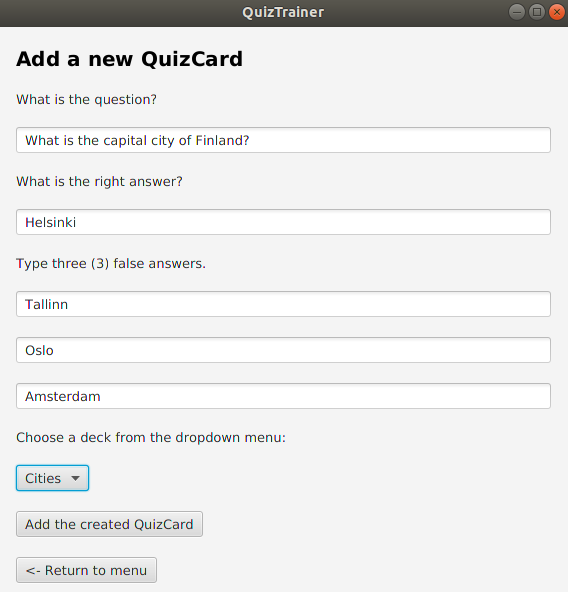 QuizTrainer
Add a new QuizCard
What is the question?
What is the capital city of Finland?
What is the right answer?
Helsinki
Type three (3) false answers.
Tallinn
Oslo
Amsterdam
Choose a deck from the dropdown menu:
Cities
Add the created QuizCard
<- Return to menu